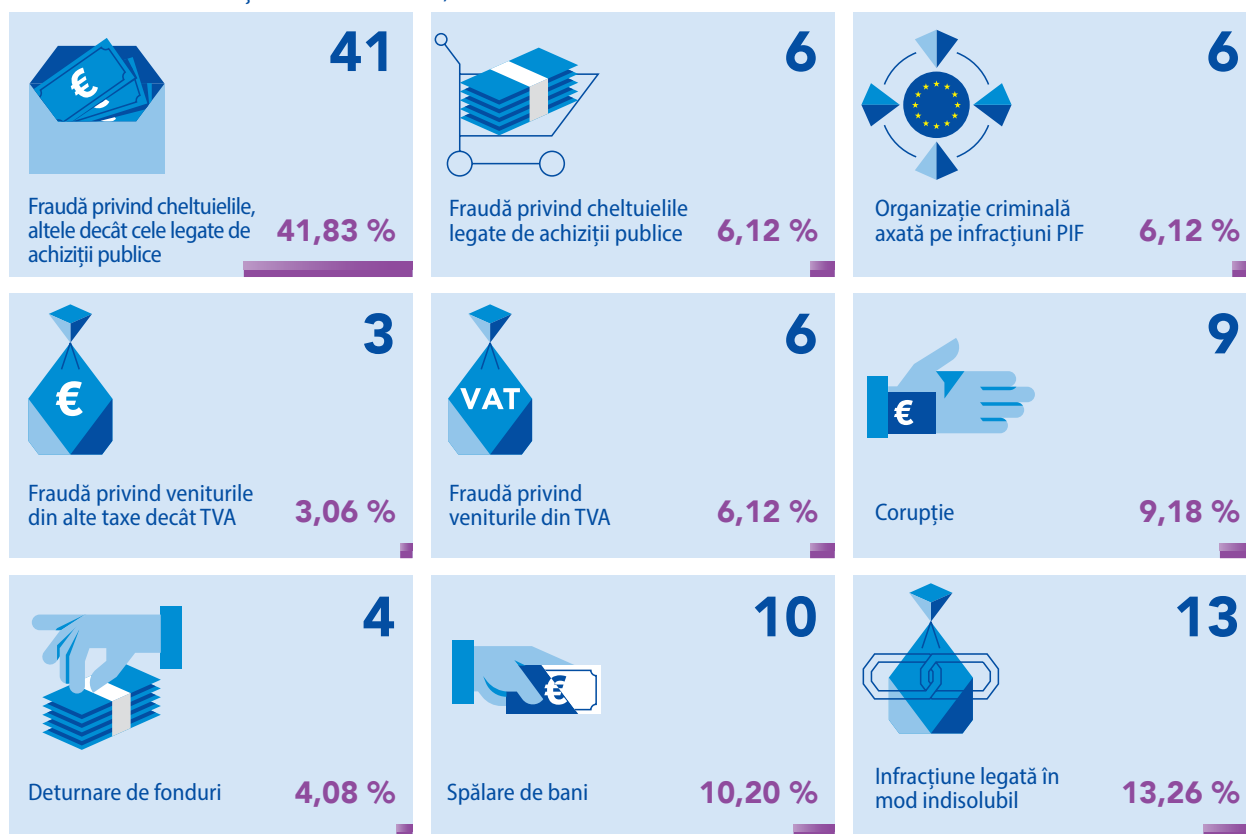 41
€
Fraudă privind cheltuielile,
altele decât cele legate de
achiziții publice
41,83 %
6
Fraudă privind cheltuielile
legate de achiziții publice
6,12 %
6
Organizație criminală
axată pe infracțiuni PIF
6,12 %
3
€
Fraudă privind veniturile
din alte taxe decât TVA
3,06 %
6
VAT
Fraudă privind
veniturile din TVA
6,12 %
9
€
Corupție
9,18 %
4
Deturnare de fonduri
4,08 %
10
€
Spălare de bani
10,20 %
13
Infracțiune legată în
mod indisolubil
13,26 %